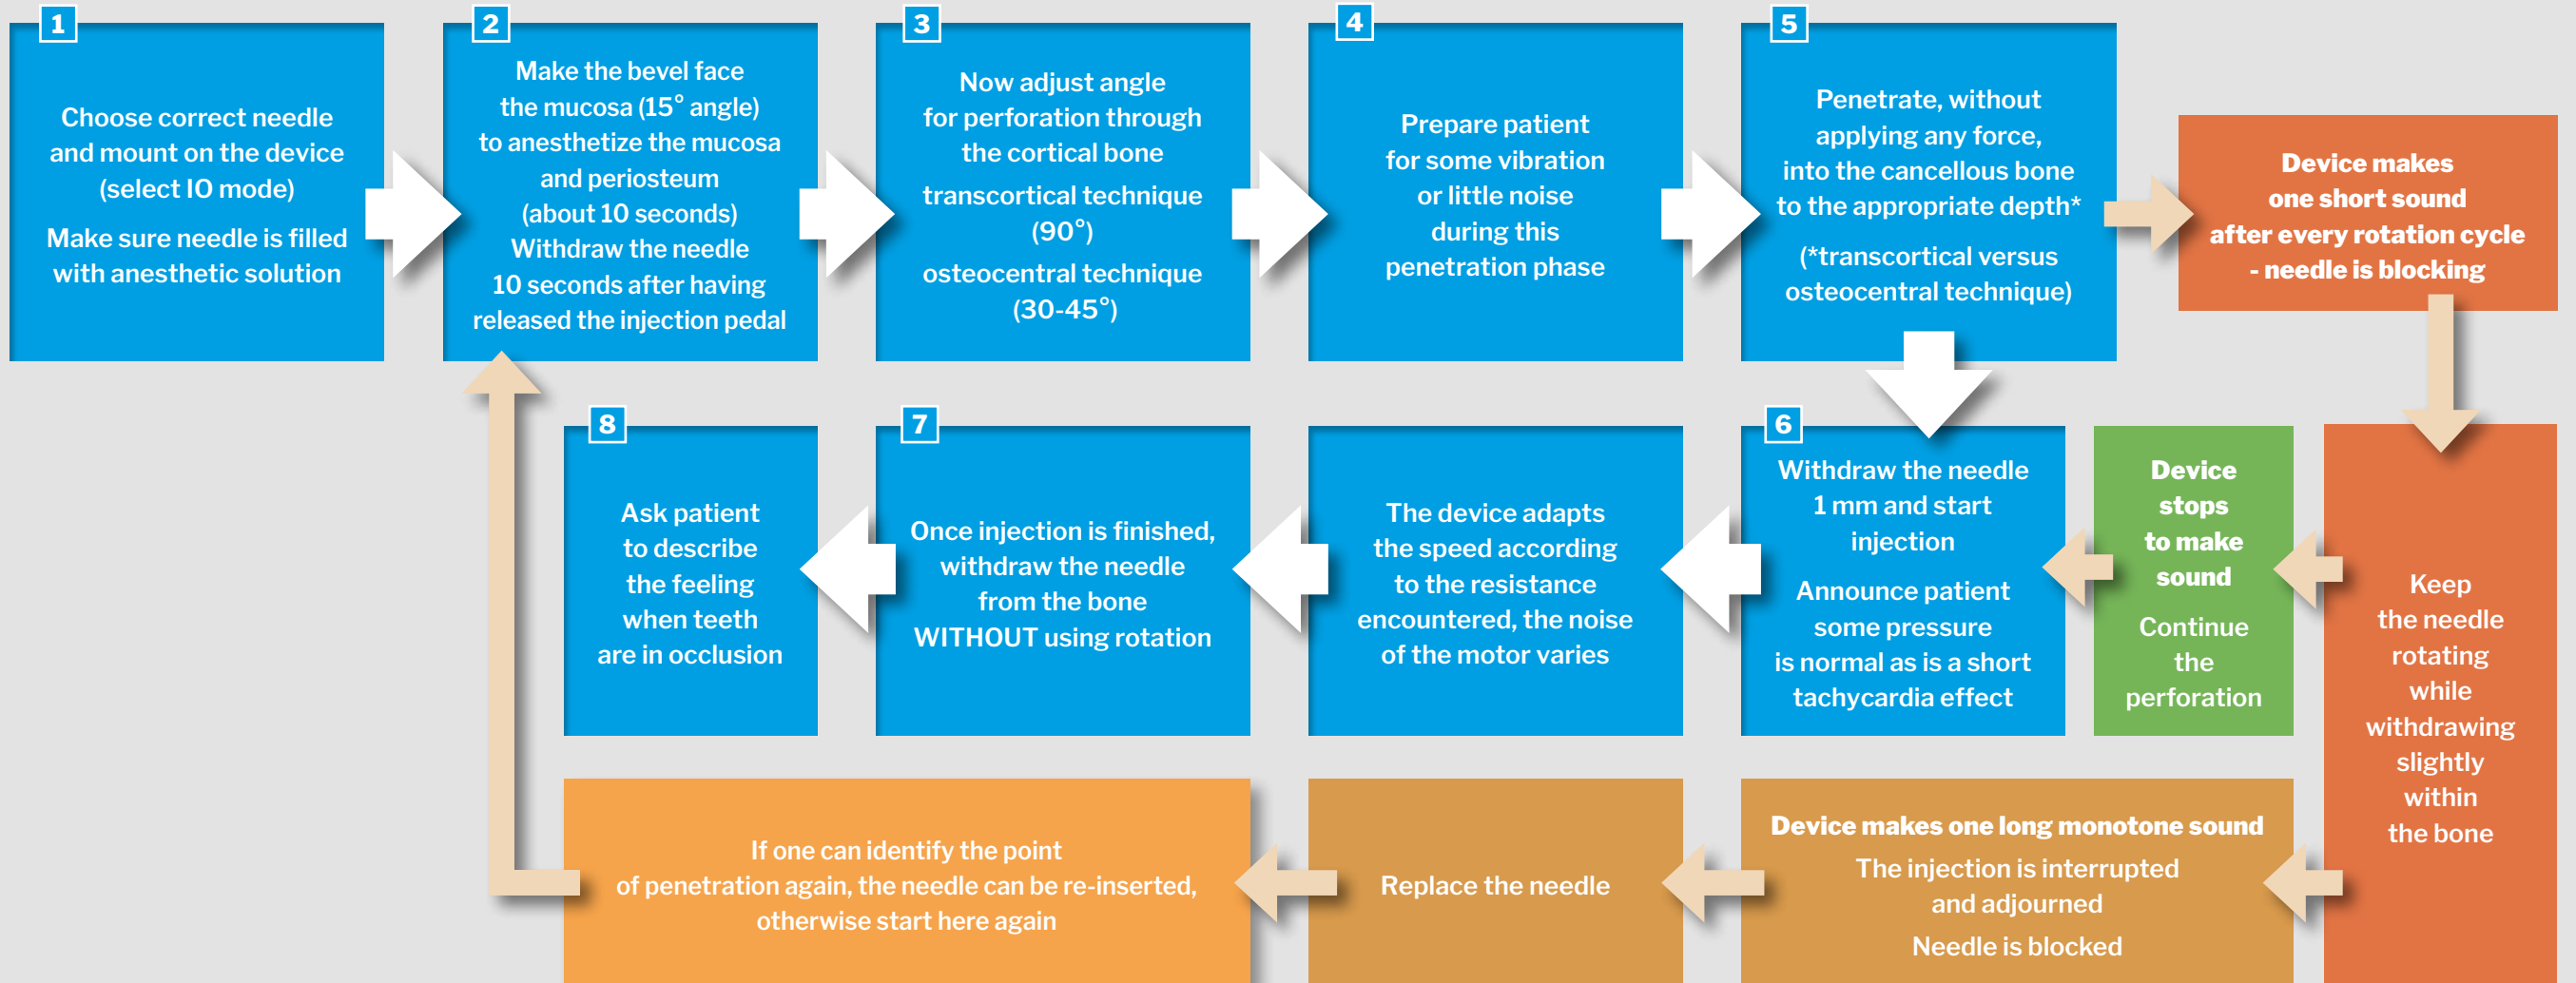 1
Choose correct needle
and mount on the device
(select IO mode)
Make sure needle is filled
with anesthetic solution
2
Make the bevel face
the mucosa (15° angle)
to anesthetize the mucosa
and periosteum
(about 10 seconds)
Withdraw the needle
10 seconds after having
released the injection pedal
3
Now adjust angle
for perforation through
the cortical bone
transcortical technique
(90°)
osteocentral technique
(30-45°)
4
Prepare patient
for some vibration
or little noise
during this
penetration phase
5
Penetrate, without
applying any force,
into the cancellous bone
to the appropriate depth*
(*transcortical versus
osteocentral technique)
Device makes
one short sound
after every rotation cycle
- needle is blocking
Keep
the needle
rotating
while
withdrawing
slightly
within
the bone
Device
stops
to make
sound
Continue
the
perforation
6
Withdraw the needle
1 mm and start
injection
Announce patient
some pressure
is normal as is a short
tachycardia effect
The device adapts
the speed according
to the resistance
encountered, the noise
of the motor varies
7
Once injection is finished,
withdraw the needle
from the bone
WITHOUT using rotation
8
Ask patient
to describe
the feeling
when teeth
are in occlusion
Device makes one long monotone sound
The injection is interrupted
and adjourned
Needle is blocked
Replace the needle
If one can identify the point
of penetration again, the needle can be re-inserted,
otherwise start here again